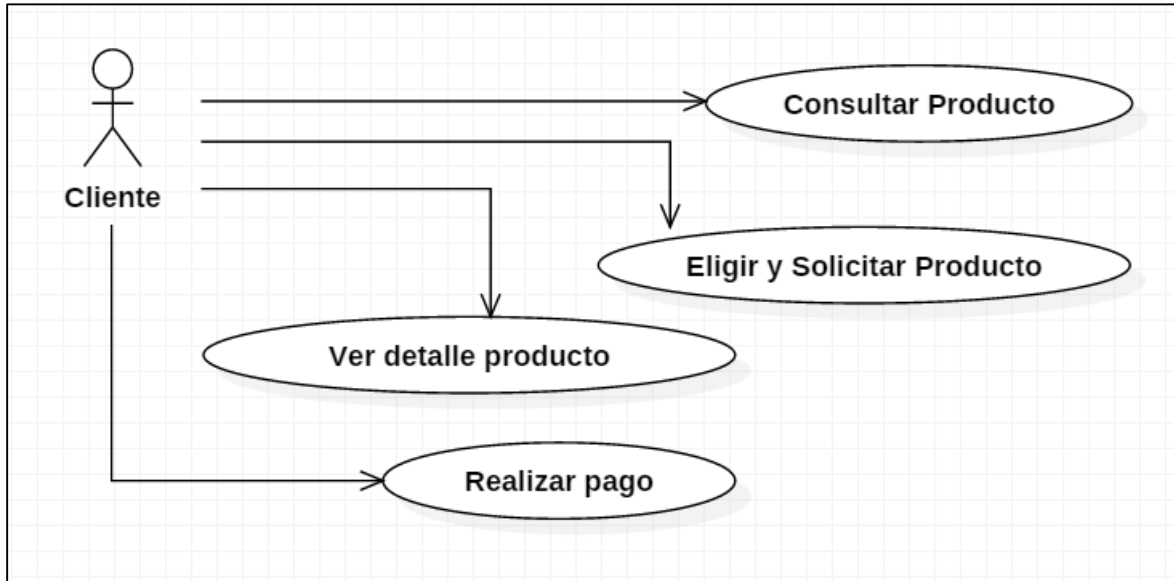 Consultar Producto
Cliente
Eligir y Solicitar Producto
Ver detalle producto
Realizar pago